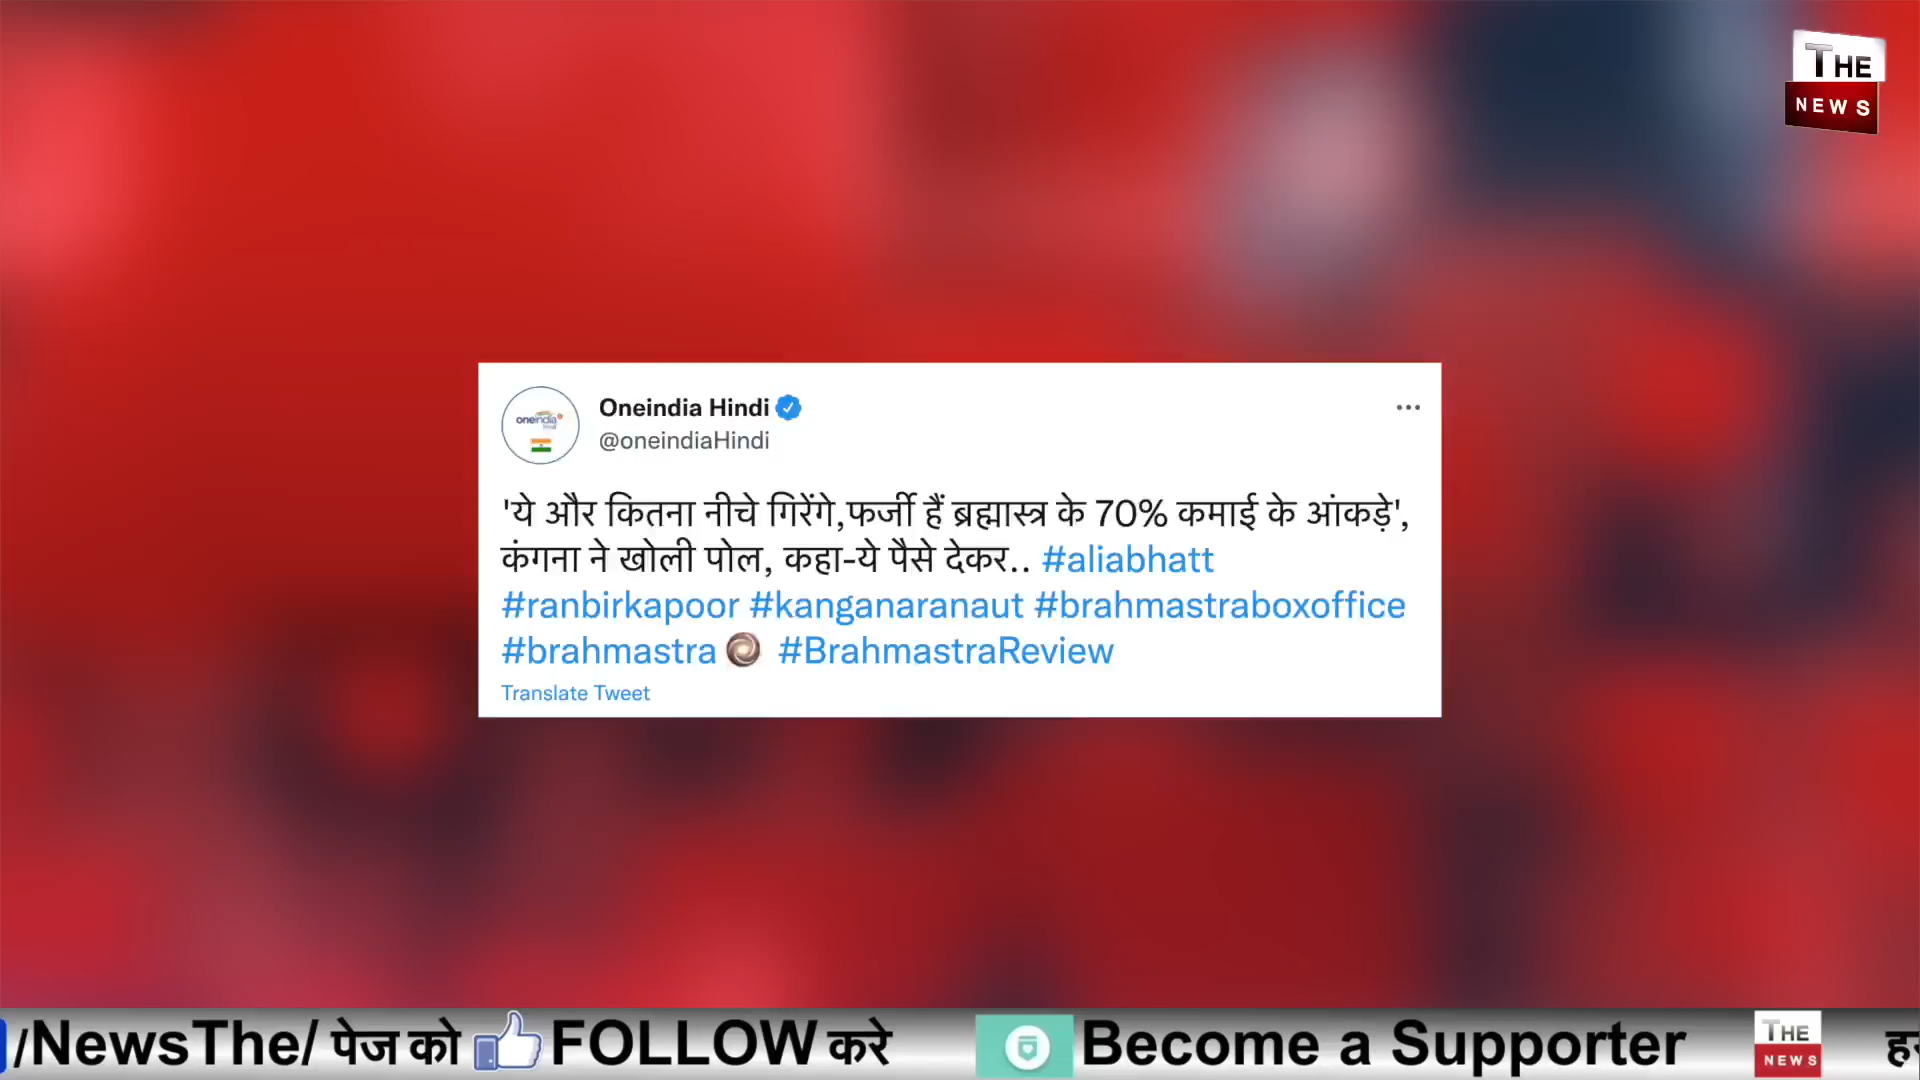 THE
NEWS
oneindia
Oneindia Hindi
@oneindiaHindi
'ये और कितना नीचे गिरेंगे,फर्जी हैं ब्रह्मास्त्र के 70% कमाई के आंकड़े',
कंगना ने खोली पोल, कहा-ये पैसे देकर.. #aliabhatt
#ranbirkapoor #kanganaranaut #brahmastraboxoffice
#brahmastra #BrahmastraReview
Translate Tweet
/NewsThe/ पेज को FOLLOW करे Become a Supporter THE NEWS